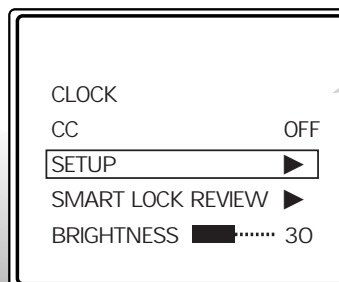 CLOCK
CC OFF
SETUP ▶
SMART LOCK REVIEW ▶
BRIGHTNESS 30